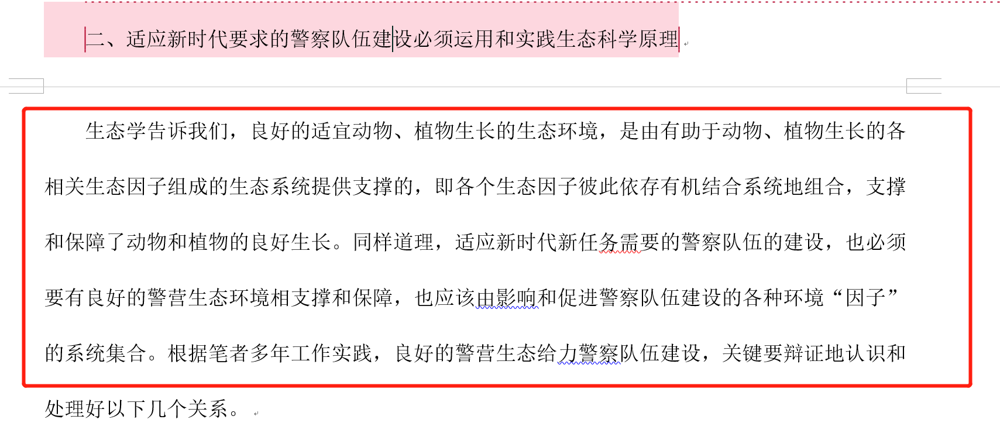 二、适应新时代要求的警察队伍建设必须运用和实践生态科学原理
生态学告诉我们，良好的适宜动物、植物生长的生态环境，是由有助于动物、植物生长的各
相关生态因子组成的生态系统提供支撑的，即各个生态因子彼此依存有机结合系统地组合，支撑
和保障了动物和植物的良好生长。同样道理，适应新时代新任务需要的警察队伍的建设，也必须
要有良好的警营生态环境相支撑和保障，也应该由影响和促进警察队伍建设的各种环境“因子”
的系统集合。根据笔者多年工作实践，良好的警营生态给力警察队伍建设，关键要辩证地认识和
处理好以下几个关系。